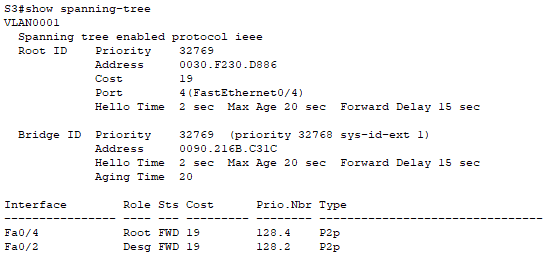 S3#show spanning-tree
VLAN0001
  Spanning tree enabled protocol ieee
  Root ID    Priority    32769
             Address     0030.F230.D886
             Cost        19
             Port        4(FastEthernet0/4)
             Hello Time  2 sec  Max Age 20 sec  Forward Delay 15 sec

  Bridge ID  Priority    32769  (priority 32768 sys-id-ext 1)
             Address     0090.216B.C31C
             Hello Time  2 sec  Max Age 20 sec  Forward Delay 15 sec
             Aging Time  20

Interface        Role Sts Cost      Prio.Nbr Type
---------------- ---- --- --------- -------- --------------------------------
Fa0/4            Root FWD 19        128.4    P2p
Fa0/2            Desg FWD 19        128.2    P2p